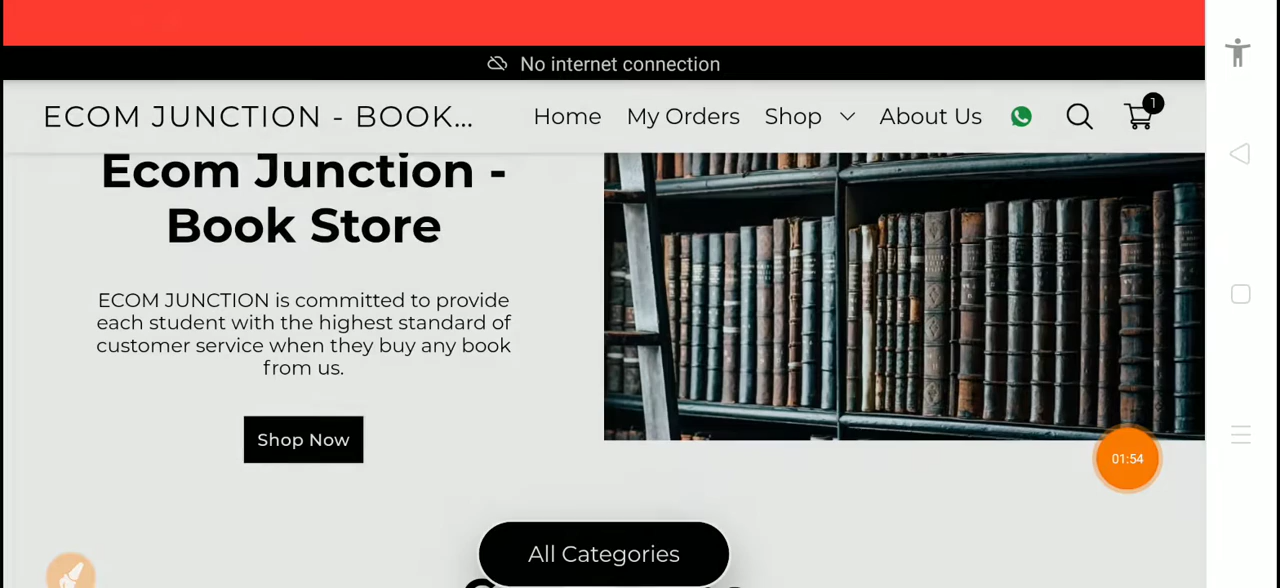 No internet connection
ECOM JUNCTION - BOOK...
Home My Orders Shop About Us
1
Ecom Junction -
Book Store
ECOM JUNCTION is committed to provide
each student with the highest standard of
customer service when they buy any book
from us.
Shop Now
01:54
All Categories